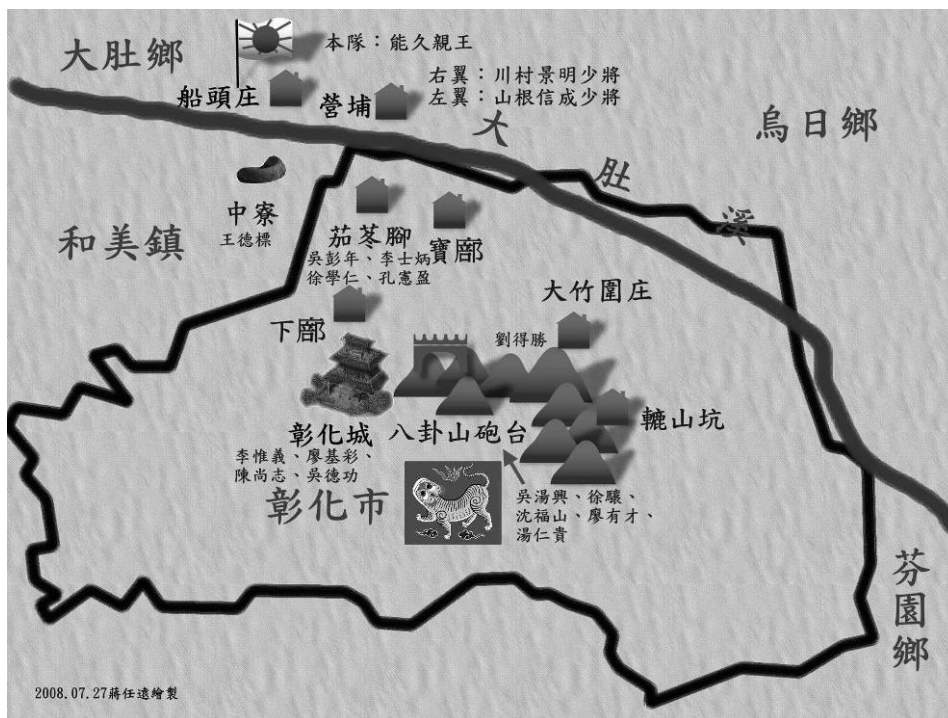 大肚鄉
本隊：能久親王
右翼：川村景明少將
左翼：山根信成少將
船頭庄
營埔
烏日鄉
大肚溪
中寮
王德標
和美鎮
茄苳腳
吳彭年、李士炳、
徐學仁、孔憲盈
寶廍
大竹圍庄
下廍
劉得勝
彰化城
李惟義、廖基彩、
陳尚志、吳德功
八卦山砲台
轆山坑
吳湯興、徐驤、
沈福山、廖有才、
湯仁貴
彰化市
芬園鄉
2008.07.27蔣任遠繪製